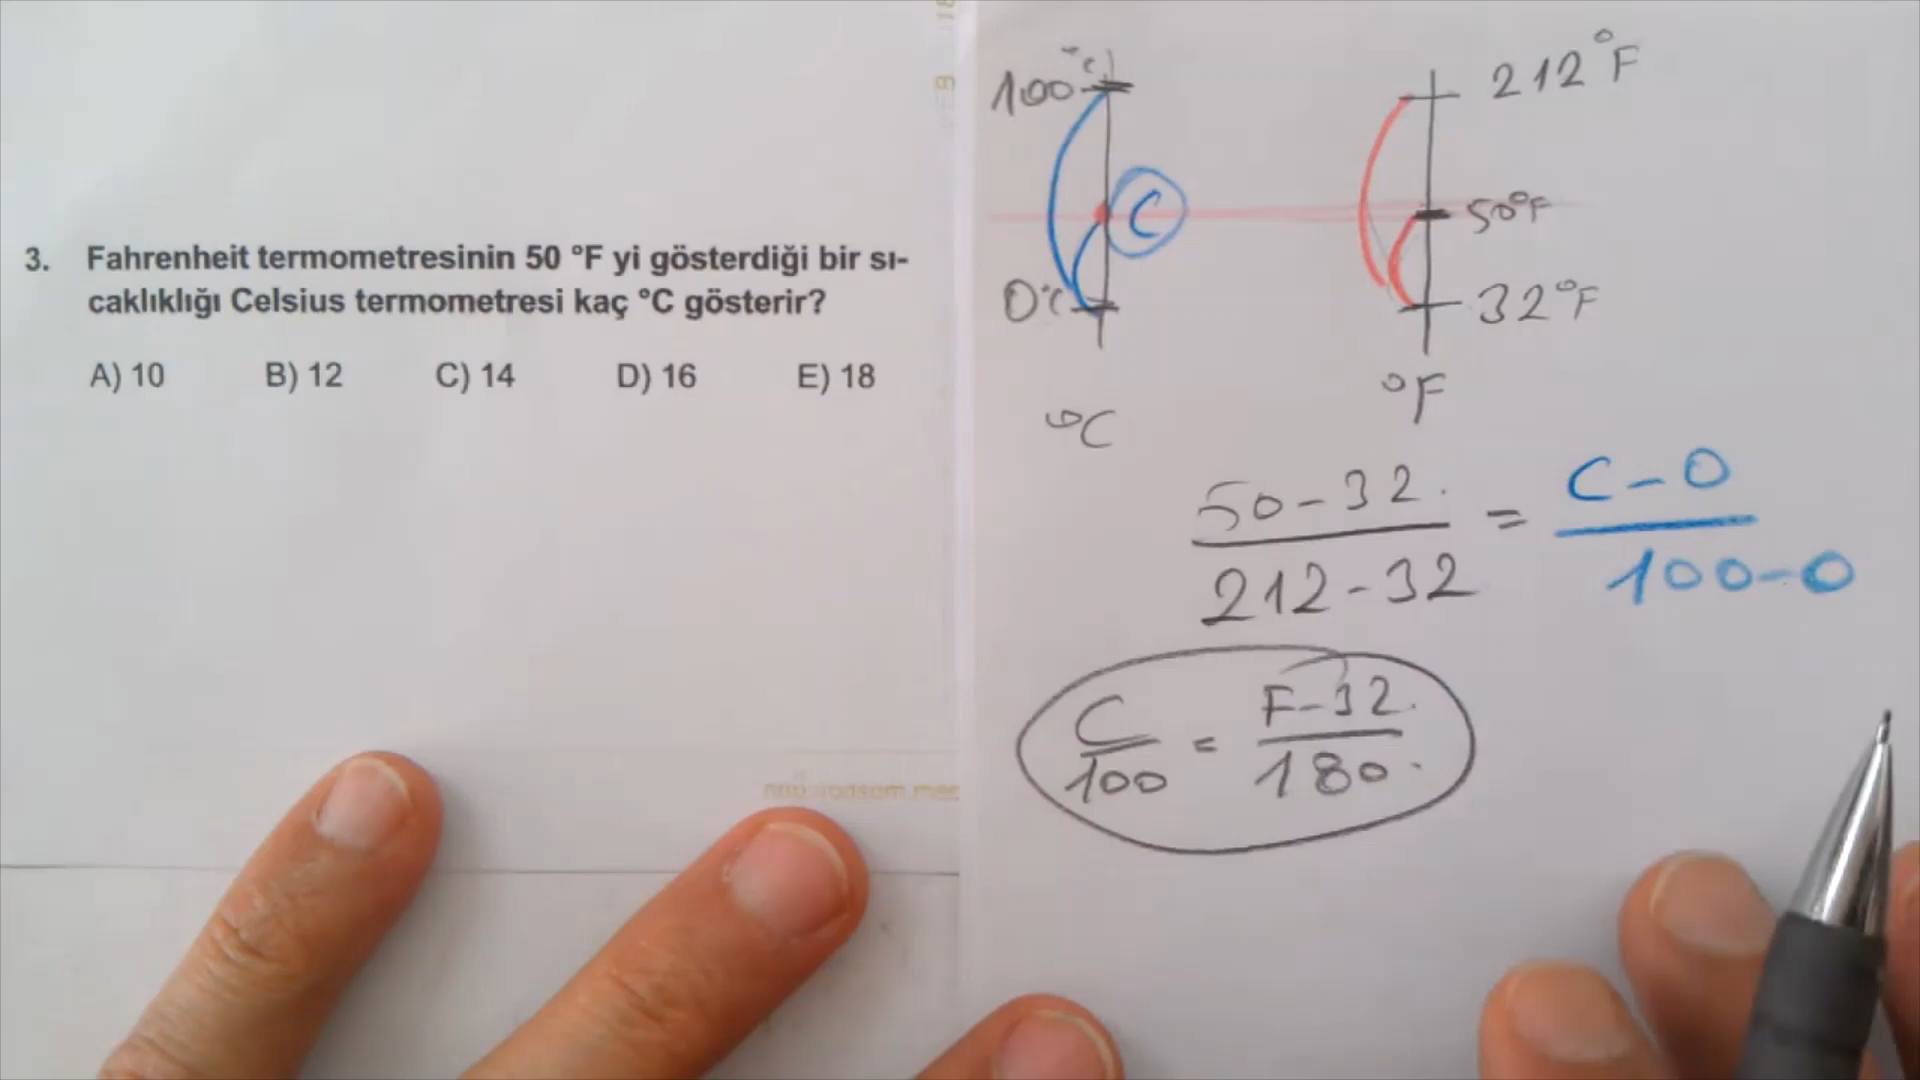 3. Fahrenheit termometresinin 50 °F yi gösterdiği bir sı-
caklıklığı Celsius termometresi kaç °C gösterir?
A) 10 B) 12 C) 14 D) 16 E) 18
100 °C
C
0°C
°C
212°F
50°F
32°F
°F
50-32 / 212-32 = C-0 / 100-0
C / 100 = F-32 / 180